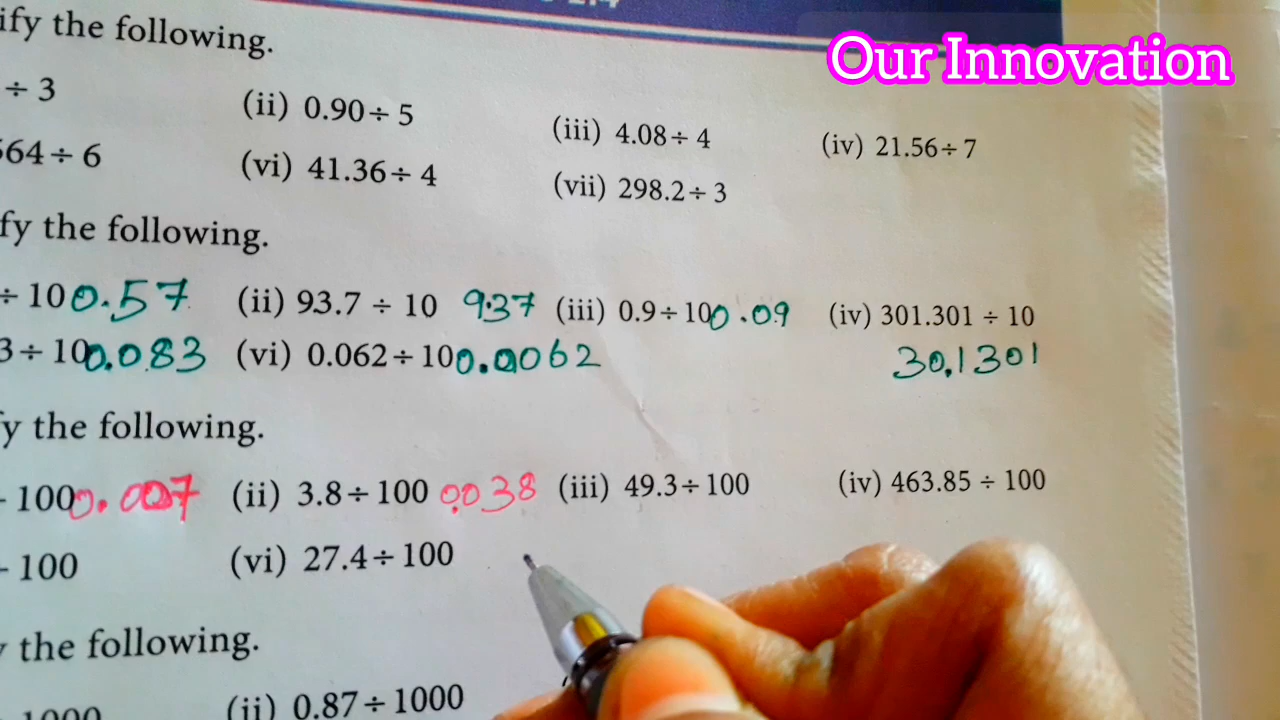 Our Innovation
ify the following.
÷ 3 (ii) 0.90 ÷ 5 (iii) 4.08 ÷ 4 (iv) 21.56 ÷ 7
564 ÷ 6 (vi) 41.36 ÷ 4 (vii) 298.2 ÷ 3
fy the following.
÷ 10 0.57 (ii) 93.7 ÷ 10 9.37 (iii) 0.9 ÷ 10 0.09 (iv) 301.301 ÷ 10
3 ÷ 10 0.083 (vi) 0.062 ÷ 10 0.0062 30.1301
fy the following.
100 0.007 (ii) 3.8 ÷ 100 0.038 (iii) 49.3 ÷ 100 (iv) 463.85 ÷ 100
100 (vi) 27.4 ÷ 100
the following.
1000 (ii) 0.87 ÷ 1000